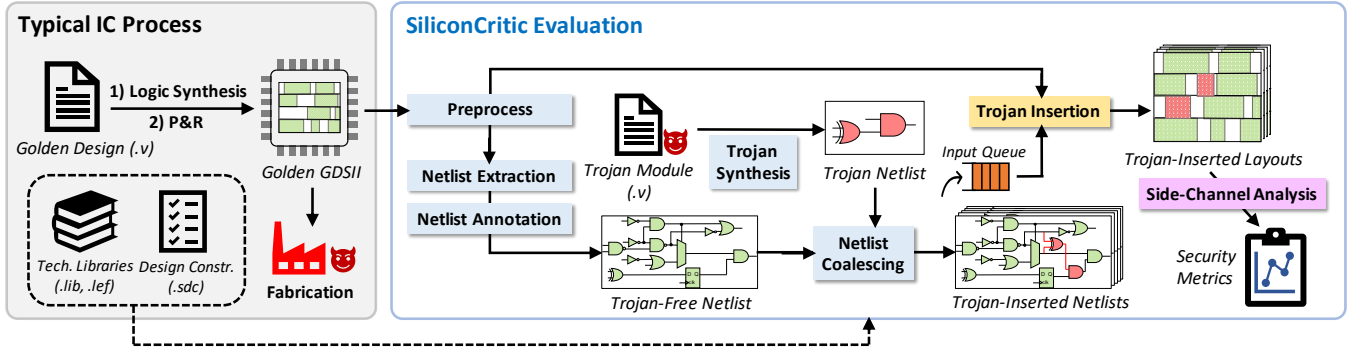 Typical IC Process
Golden Design (.v)
1) Logic Synthesis
2) P&R
Golden GDSII
Tech. Libraries
(.lib, .lef)
Design Constr.
(.sdc)
Fabrication
SiliconCritic Evaluation
Preprocess
Netlist Extraction
Netlist Annotation
Trojan Module
(.v)
Trojan
Synthesis
Trojan Netlist
Trojan-Free Netlist
Netlist
Coalescing
Input Queue
Trojan Insertion
Trojan-Inserted Netlists
Trojan-Inserted Layouts
Side-Channel Analysis
Security
Metrics